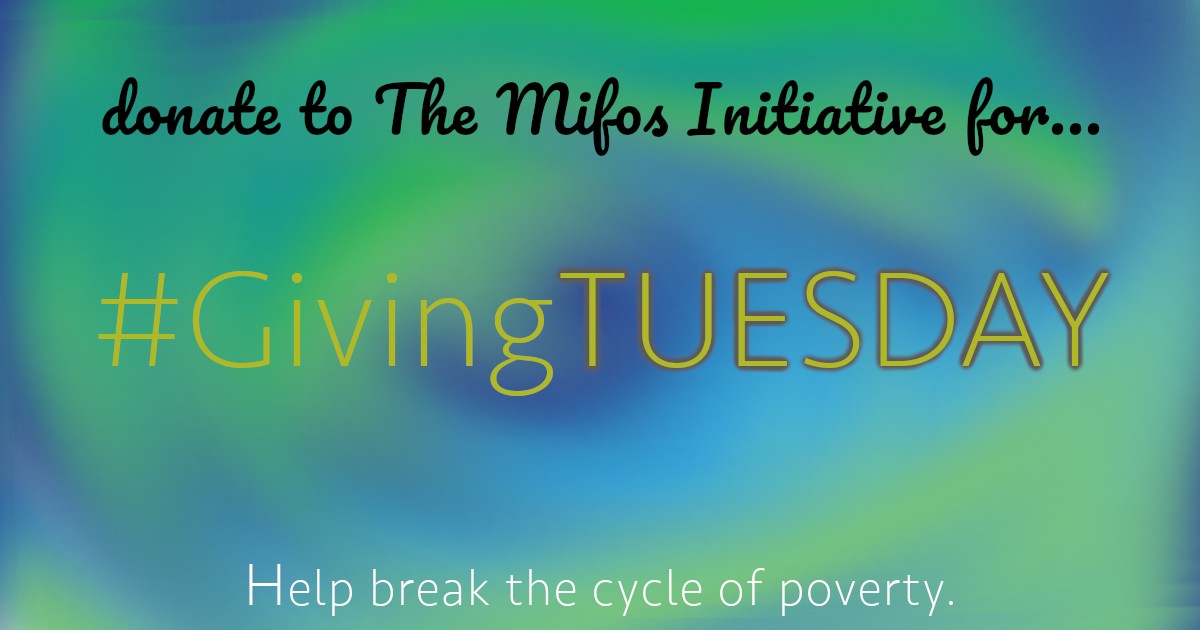 donate to The Mifos Initiative for...
#GivingTUESDAY
Help break the cycle of poverty.